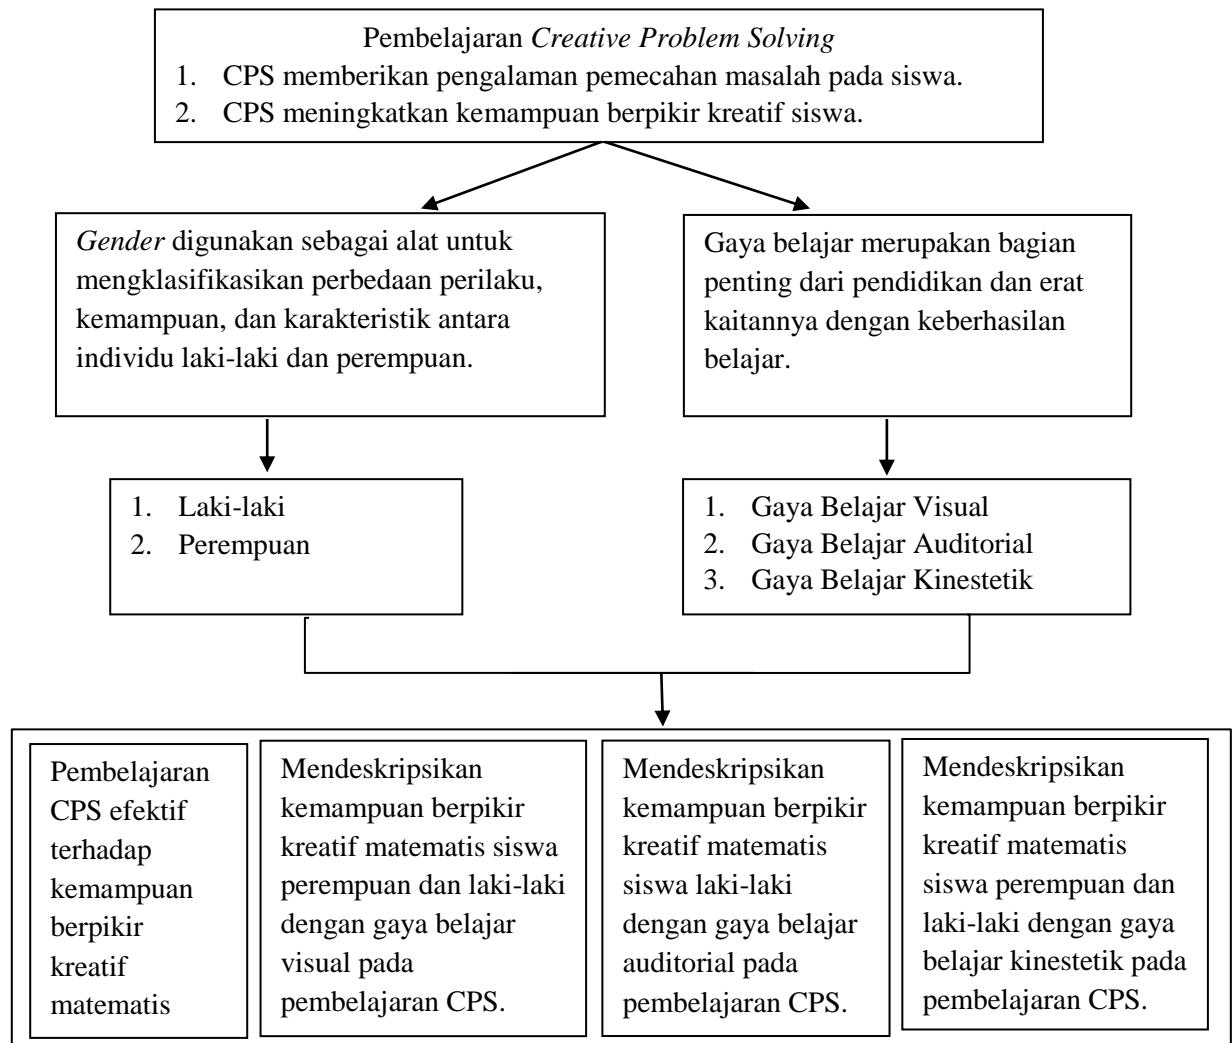 Pembelajaran Creative Problem Solving
1. CPS memberikan pengalaman pemecahan masalah pada siswa.
2. CPS meningkatkan kemampuan berpikir kreatif siswa.
Gender digunakan sebagai alat untuk
mengklasifikasikan perbedaan perilaku,
kemampuan, dan karakteristik antara
individu laki-laki dan perempuan.
Gaya belajar merupakan bagian
penting dari pendidikan dan erat
kaitannya dengan keberhasilan
belajar.
1. Laki-laki
2. Perempuan
1. Gaya Belajar Visual
2. Gaya Belajar Auditorial
3. Gaya Belajar Kinestetik
Pembelajaran
CPS efektif
terhadap
kemampuan
berpikir
kreatif
matematis
Mendeskripsikan
kemampuan berpikir
kreatif matematis siswa
perempuan dan laki-laki
dengan gaya belajar
visual pada
pembelajaran CPS.
Mendeskripsikan
kemampuan berpikir
kreatif matematis
siswa laki-laki
dengan gaya belajar
auditorial pada
pembelajaran CPS.
Mendeskripsikan
kemampuan berpikir
kreatif matematis
siswa perempuan dan
laki-laki dengan gaya
belajar kinestetik pada
pembelajaran CPS.